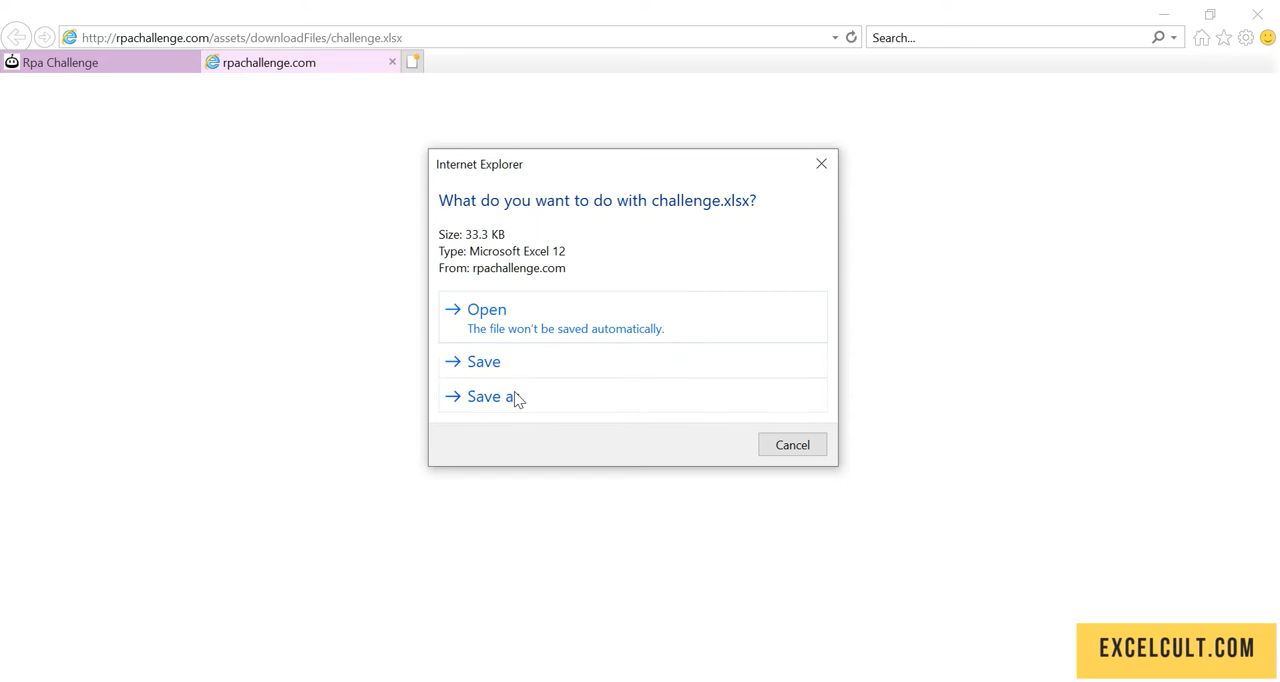 http://rpachallenge.com/assets/downloadFiles/challenge.xlsx
Search...
Rpa Challenge
rpachallenge.com
Internet Explorer
What do you want to do with challenge.xlsx?
Size: 33.3 KB
Type: Microsoft Excel 12
From: rpachallenge.com
Open
The file won't be saved automatically.
Save
Save a
Cancel
EXCELCULT.COM